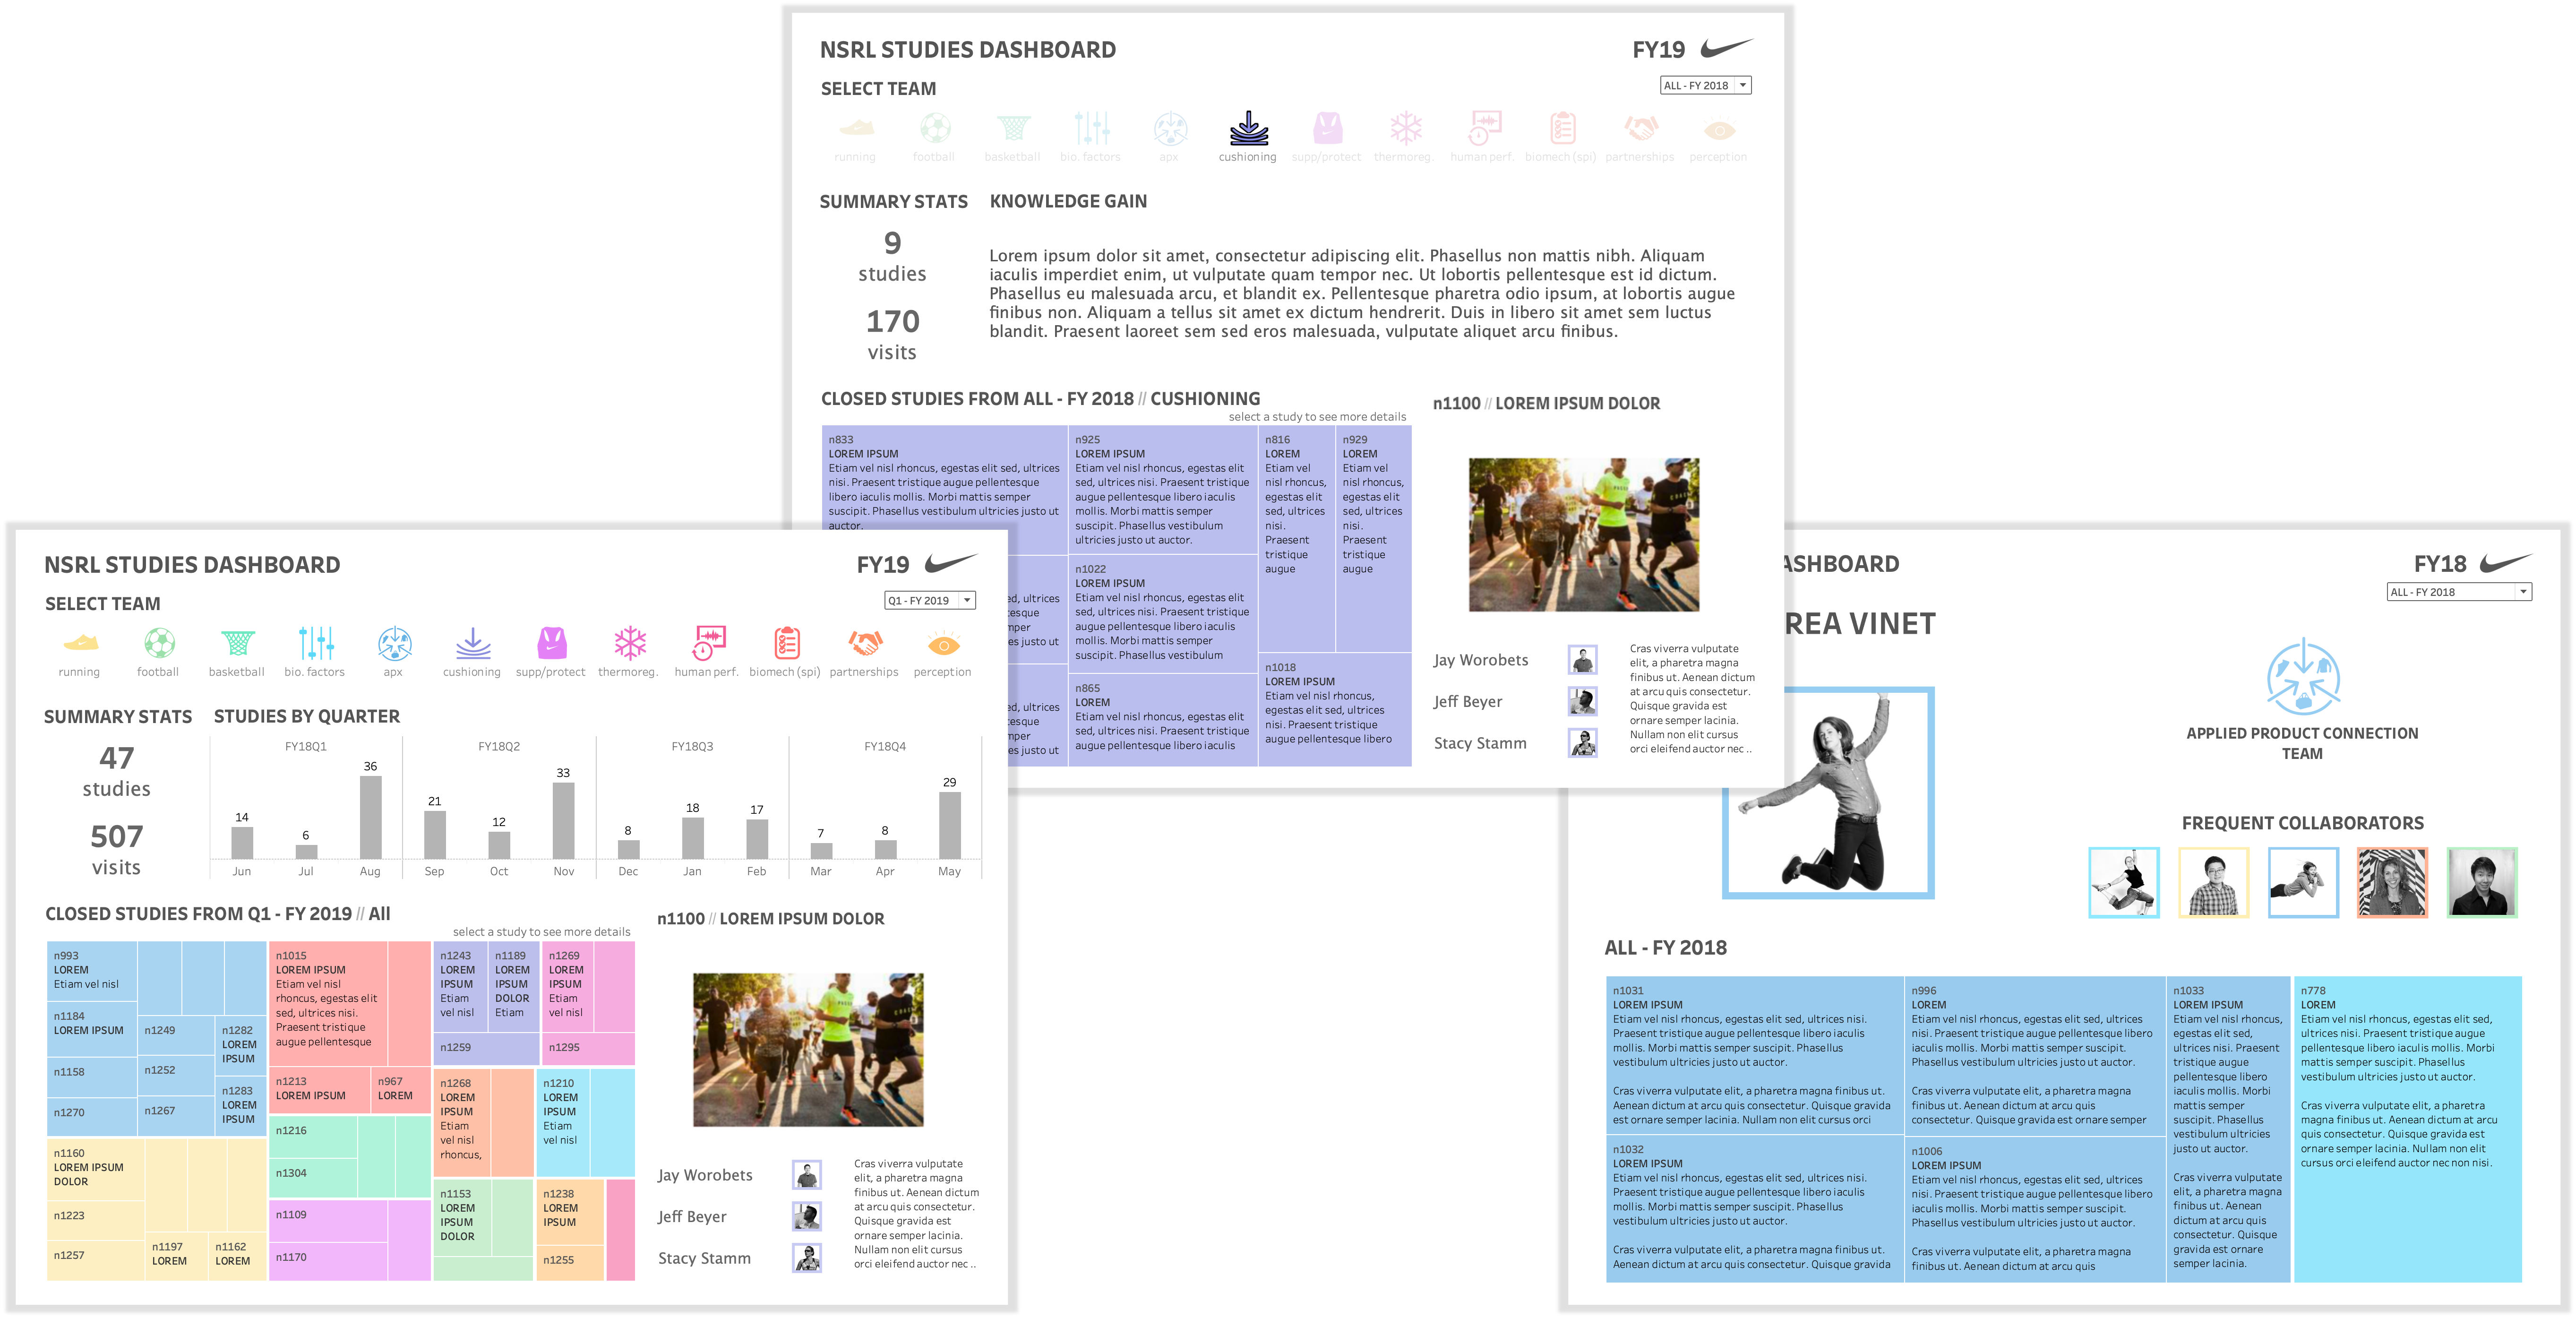 NSRL STUDIES DASHBOARD
FY19
SELECT TEAM
ALL - FY 2018
running football basketball bio. factors apx cushioning supp/protect thermoreg. human perf. biomech (spi) partnerships perception
SUMMARY STATS
9
studies
170
visits
KNOWLEDGE GAIN
Lorem ipsum dolor sit amet, consectetur adipiscing elit. Phasellus non mattis nibh. Aliquam
iaculis imperdiet enim, ut vulputate quam tempor nec. Ut lobortis pellentesque est id dictum.
Phasellus eu malesuada arcu, et blandit ex. Pellentesque pharetra odio ipsum, at lobortis augue
finibus non. Aliquam a tellus sit amet ex dictum hendrerit. Duis in libero sit amet sem luctus
blandit. Praesent laoreet sem sed eros malesuada, vulputate aliquet arcu finibus.
CLOSED STUDIES FROM ALL - FY 2018 // CUSHIONING
select a study to see more details
n833
LOREM IPSUM
Etiam vel nisl rhoncus, egestas elit sed, ultrices
nisi. Praesent tristique augue pellentesque
libero iaculis mollis. Morbi mattis semper
suscipit. Phasellus vestibulum ultricies justo ut
auctor.
ed, ultrices
esque
mper
es justo ut
ed, ultrices
esque
mper
es justo ut
n925
LOREM IPSUM
Etiam vel nisl rhoncus, egestas elit
sed, ultrices nisi. Praesent tristique
augue pellentesque libero iaculis
mollis. Morbi mattis semper
suscipit. Phasellus vestibulum
ultricies justo ut auctor.
n1022
LOREM IPSUM
Etiam vel nisl rhoncus, egestas elit
sed, ultrices nisi. Praesent tristique
augue pellentesque libero iaculis
mollis. Morbi mattis semper
suscipit. Phasellus vestibulum
n865
LOREM
Etiam vel nisl rhoncus, egestas elit
sed, ultrices nisi. Praesent tristique
augue pellentesque libero iaculis
n816
LOREM
Etiam vel
nisl rhoncus,
egestas elit
sed, ultrices
nisi.
Praesent
tristique
augue
n929
LOREM
Etiam vel
nisl rhoncus,
egestas elit
sed, ultrices
nisi.
Praesent
tristique
augue
n1018
LOREM IPSUM
Etiam vel nisl rhoncus,
egestas elit sed, ultrices
nisi. Praesent tristique
augue pellentesque libero
n1100 // LOREM IPSUM DOLOR
Jay Worobets
Jeff Beyer
Stacy Stamm
Cras viverra vulputate
elit, a pharetra magna
finibus ut. Aenean dictum
at arcu quis consectetur.
Quisque gravida est
ornare semper lacinia.
Nullam non elit cursus
orci eleifend auctor nec ..
NSRL STUDIES DASHBOARD
FY19
SELECT TEAM
Q1 - FY 2019
running football basketball bio. factors apx cushioning supp/protect thermoreg. human perf. biomech (spi) partnerships perception
SUMMARY STATS
47
studies
507
visits
STUDIES BY QUARTER
FY18Q1 FY18Q2 FY18Q3 FY18Q4
14 6 36 21 12 33 8 18 17 7 8 29
Jun Jul Aug Sep Oct Nov Dec Jan Feb Mar Apr May
CLOSED STUDIES FROM Q1 - FY 2019 // All
select a study to see more details
n993
LOREM
Etiam vel nisl
n1184
LOREM IPSUM
n1158
n1270
n1249
n1252
n1267
n1282
LOREM
IPSUM
n1283
LOREM
IPSUM
n1160
LOREM IPSUM
DOLOR
n1223
n1257
n1197
LOREM
n1162
LOREM
n1015
LOREM IPSUM
Etiam vel nisl
rhoncus, egestas elit
sed, ultrices nisi.
Praesent tristique
augue pellentesque
n1213
LOREM IPSUM
n967
LOREM
n1216
n1304
n1109
n1170
n1243
LOREM
IPSUM
Etiam
vel nisl
n1189
LOREM
IPSUM
DOLOR
Etiam
n1259
n1269
LOREM
IPSUM
Etiam
vel nisl
n1295
n1268
LOREM
IPSUM
Etiam
vel nisl
rhoncus,
n1210
LOREM
IPSUM
Etiam
vel nisl
n1153
LOREM
IPSUM
DOLOR
n1238
LOREM
IPSUM
n1255
n1100 // LOREM IPSUM DOLOR
Jay Worobets
Jeff Beyer
Stacy Stamm
Cras viverra vulputate
elit, a pharetra magna
finibus ut. Aenean dictum
at arcu quis consectetur.
Quisque gravida est
ornare semper lacinia.
Nullam non elit cursus
orci eleifend auctor nec ..
ASHBOARD
FY18
ALL - FY 2018
REA VINET
APPLIED PRODUCT CONNECTION
TEAM
FREQUENT COLLABORATORS
ALL - FY 2018
n1031
LOREM IPSUM
Etiam vel nisl rhoncus, egestas elit sed, ultrices nisi.
Praesent tristique augue pellentesque libero iaculis
mollis. Morbi mattis semper suscipit. Phasellus
vestibulum ultricies justo ut auctor.
Cras viverra vulputate elit, a pharetra magna finibus ut.
Aenean dictum at arcu quis consectetur. Quisque gravida
est ornare semper lacinia. Nullam non elit cursus orci
n1032
LOREM IPSUM
Etiam vel nisl rhoncus, egestas elit sed, ultrices nisi.
Praesent tristique augue pellentesque libero iaculis
mollis. Morbi mattis semper suscipit. Phasellus
vestibulum ultricies justo ut auctor.
Cras viverra vulputate elit, a pharetra magna finibus ut.
Aenean dictum at arcu quis consectetur. Quisque gravida
n996
LOREM
Etiam vel nisl rhoncus, egestas elit sed, ultrices
nisi. Praesent tristique augue pellentesque libero
iaculis mollis. Morbi mattis semper suscipit.
Phasellus vestibulum ultricies justo ut auctor.
Cras viverra vulputate elit, a pharetra magna
finibus ut. Aenean dictum at arcu quis
consectetur. Quisque gravida est ornare semper
n1006
LOREM IPSUM
Etiam vel nisl rhoncus, egestas elit sed, ultrices
nisi. Praesent tristique augue pellentesque libero
iaculis mollis. Morbi mattis semper suscipit.
Phasellus vestibulum ultricies justo ut auctor.
Cras viverra vulputate elit, a pharetra magna
finibus ut. Aenean dictum at arcu quis
n1033
LOREM IPSUM
Etiam vel nisl rhoncus,
egestas elit sed,
ultrices nisi. Praesent
tristique augue
pellentesque libero
iaculis mollis. Morbi
mattis semper
suscipit. Phasellus
vestibulum ultricies
justo ut auctor.
Cras viverra vulputate
elit, a pharetra magna
finibus ut. Aenean
dictum at arcu quis
consectetur. Quisque
gravida est ornare
semper lacinia.
n778
LOREM
Etiam vel nisl rhoncus, egestas elit sed,
ultrices nisi. Praesent tristique augue
pellentesque libero iaculis mollis. Morbi
mattis semper suscipit. Phasellus
vestibulum ultricies justo ut auctor.
Cras viverra vulputate elit, a pharetra
magna finibus ut. Aenean dictum at arcu
quis consectetur. Quisque gravida est
ornare semper lacinia. Nullam non elit
cursus orci eleifend auctor nec non nisi.